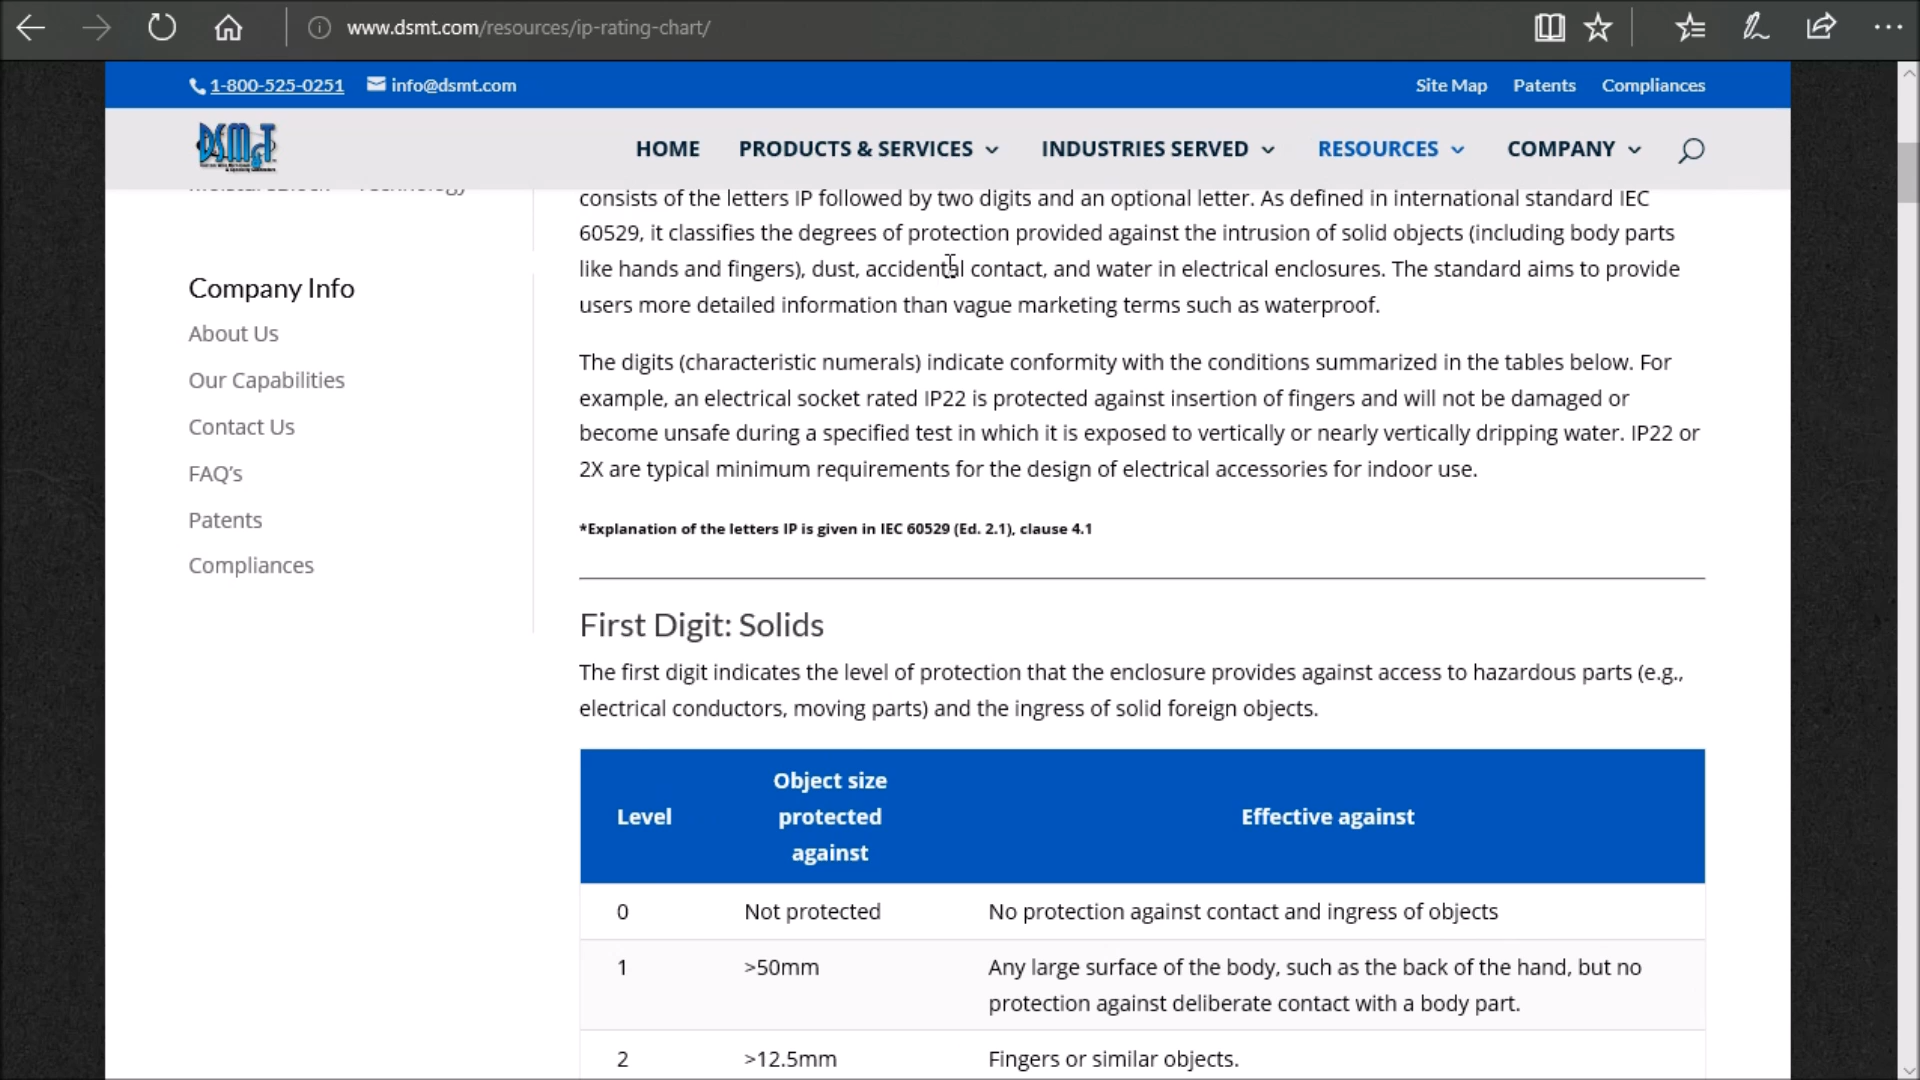 www.dsmt.com/resources/ip-rating-chart/
1-800-525-0251 info@dsmt.com Site Map Patents Compliances
DSM&T HOME PRODUCTS & SERVICES INDUSTRIES SERVED RESOURCES COMPANY
consists of the letters IP followed by two digits and an optional letter. As defined in international standard IEC
60529, it classifies the degrees of protection provided against the intrusion of solid objects (including body parts
like hands and fingers), dust, accidental contact, and water in electrical enclosures. The standard aims to provide
users more detailed information than vague marketing terms such as waterproof.
The digits (characteristic numerals) indicate conformity with the conditions summarized in the tables below. For
example, an electrical socket rated IP22 is protected against insertion of fingers and will not be damaged or
become unsafe during a specified test in which it is exposed to vertically or nearly vertically dripping water. IP22 or
2X are typical minimum requirements for the design of electrical accessories for indoor use.
*Explanation of the letters IP is given in IEC 60529 (Ed. 2.1), clause 4.1
Company Info
About Us
Our Capabilities
Contact Us
FAQ's
Patents
Compliances
First Digit: Solids
The first digit indicates the level of protection that the enclosure provides against access to hazardous parts (e.g.,
electrical conductors, moving parts) and the ingress of solid foreign objects.
Level
Object size
protected
against
Effective against
0 Not protected No protection against contact and ingress of objects
1 >50mm Any large surface of the body, such as the back of the hand, but no
protection against deliberate contact with a body part.
2 >12.5mm Fingers or similar objects.